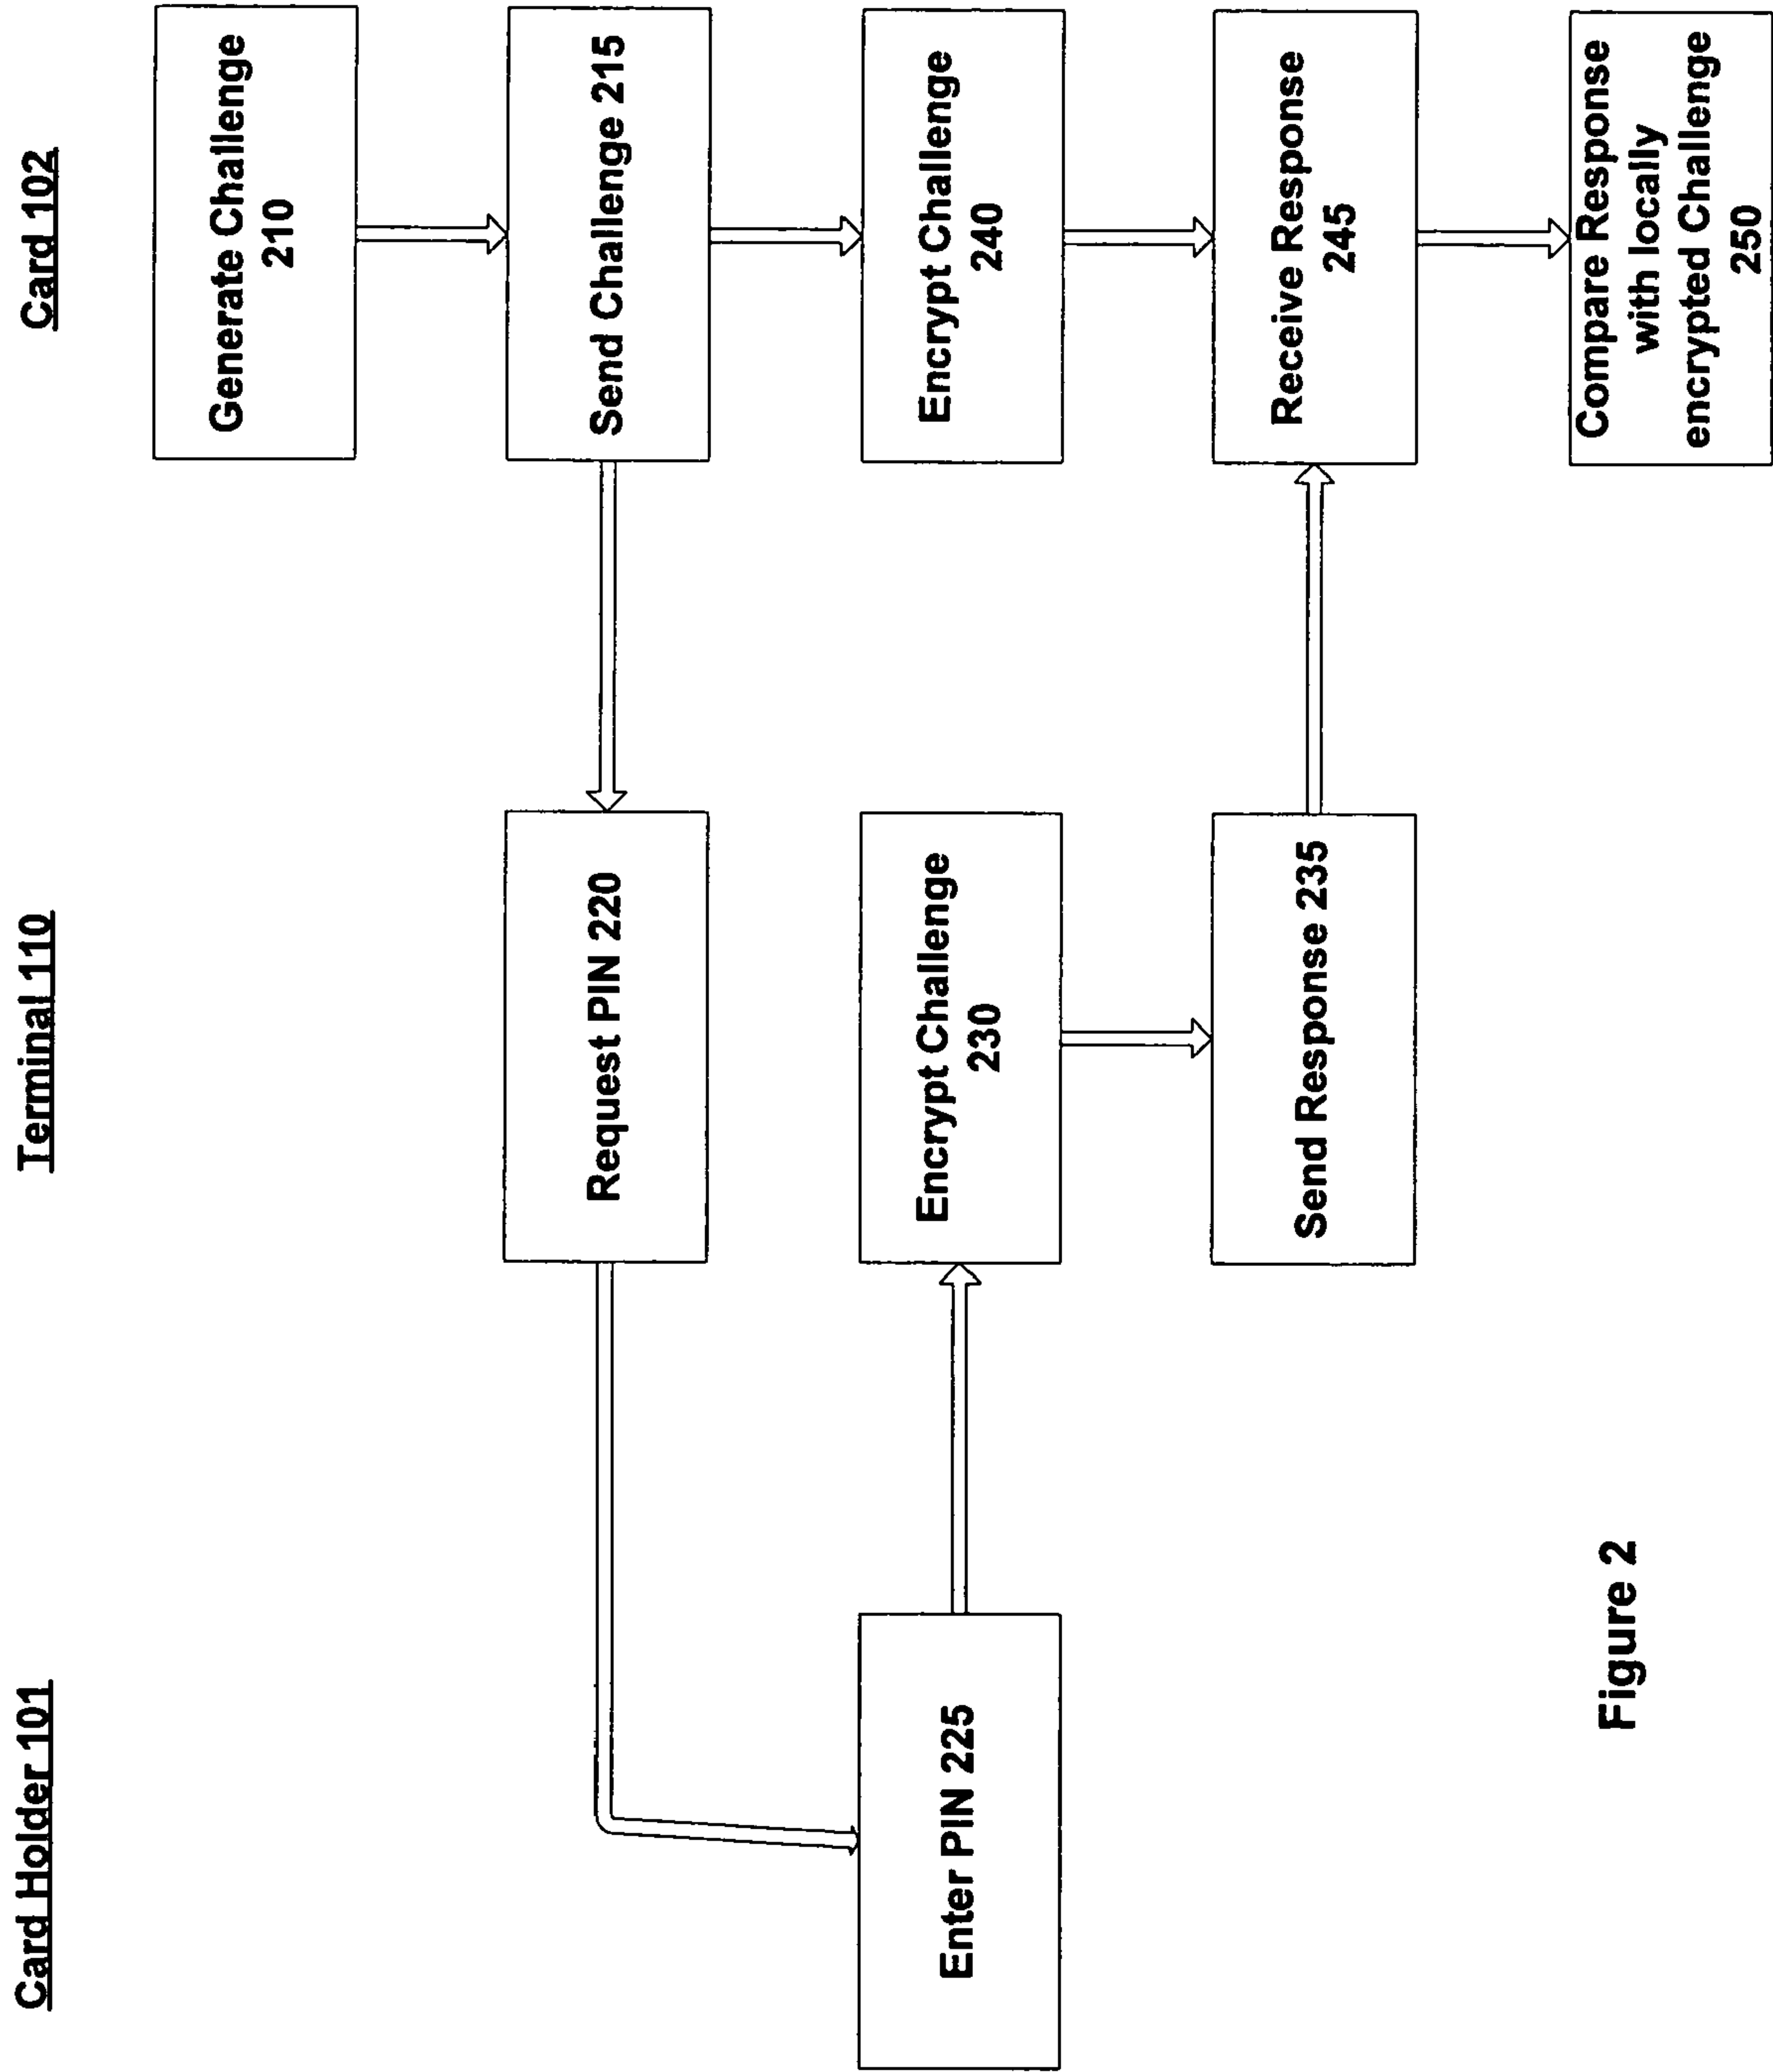 Card Holder 101
Terminal 110
Card 102
Generate Challenge
210
Request PIN 220
Send Challenge 215
Enter PIN 225
Encrypt Challenge
230
Encrypt Challenge
240
Send Response 235
Receive Response
245
Compare Response
with locally
encrypted Challenge
250
Figure 2